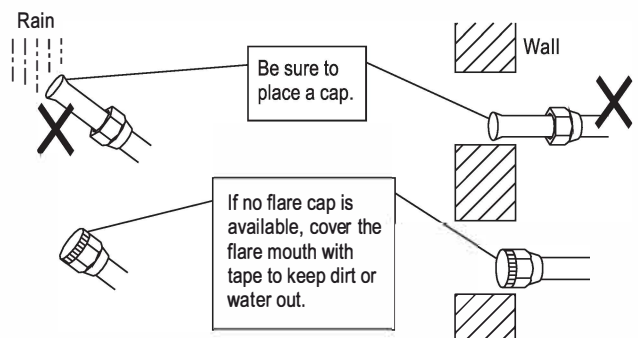 Rain
Wall
Be sure to
place a cap.
If no flare cap is
available, cover the
flare mouth with
tape to keep dirt or
water out.